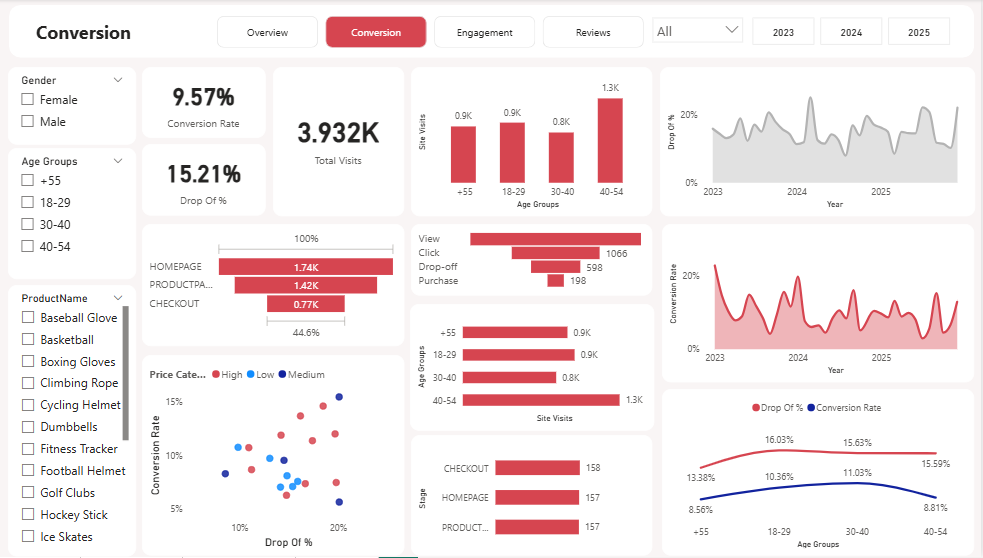 Conversion
Overview
Conversion
Engagement
Reviews
All
2023
2024
2025
Gender
Female
Male
Age Groups
+55
18-29
30-40
40-54
ProductName
Baseball Glove
Basketball
Boxing Gloves
Climbing Rope
Cycling Helmet
Dumbbells
Fitness Tracker
Football Helmet
Golf Clubs
Hockey Stick
Ice Skates
9.57%
Conversion Rate
15.21%
Drop Of %
3.932K
Total Visits
Site Visits
0.9K
0.9K
0.8K
1.3K
+55
18-29
30-40
40-54
Age Groups
Drop Of %
20%
0%
2023
2024
2025
Year
100%
HOMEPAGE
1.74K
PRODUCTPA...
1.42K
CHECKOUT
0.77K
44.6%
View
Click
1066
Drop-off
598
Purchase
198
Age Groups
+55
0.9K
18-29
0.9K
30-40
0.8K
40-54
1.3K
Site Visits
Conversion Rate
20%
0%
2023
2024
2025
Year
Price Cate...
High
Low
Medium
Conversion Rate
15%
10%
5%
10%
20%
Drop Of %
Stage
CHECKOUT
158
HOMEPAGE
157
PRODUCT...
157
Drop Of %
Conversion Rate
13.38%
16.03%
15.63%
15.59%
8.56%
10.36%
11.03%
8.81%
+55
18-29
30-40
40-54
Age Groups